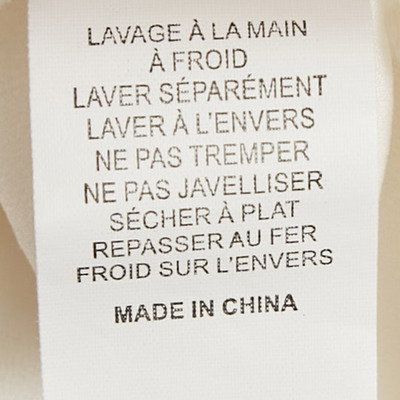 LAVAGE À LA MAIN
À FROID
LAVER SÉPARÉMENT
LAVER À L'ENVERS
NE PAS TREMPER
NE PAS JAVELLISER
SÉCHER À PLAT
REPASSER AU FER
FROID SUR L'ENVERS
MADE IN CHINA